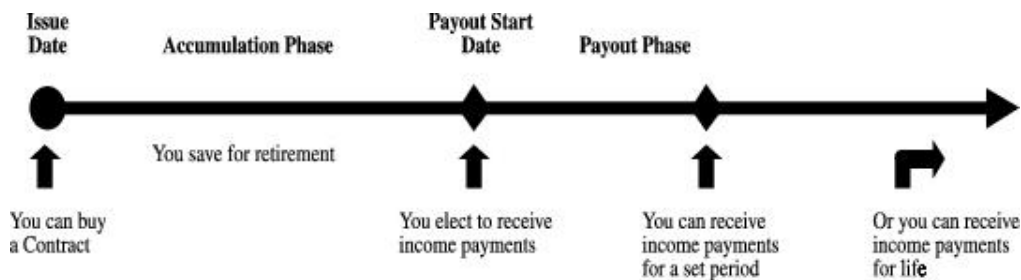 Issue
Date
Accumulation Phase
Payout Start
Date
Payout Phase
You save for retirement
You can buy
a Contract
You elect to receive
income payments
You can receive
income payments
for a set period
Or you can receive
income payments
for life